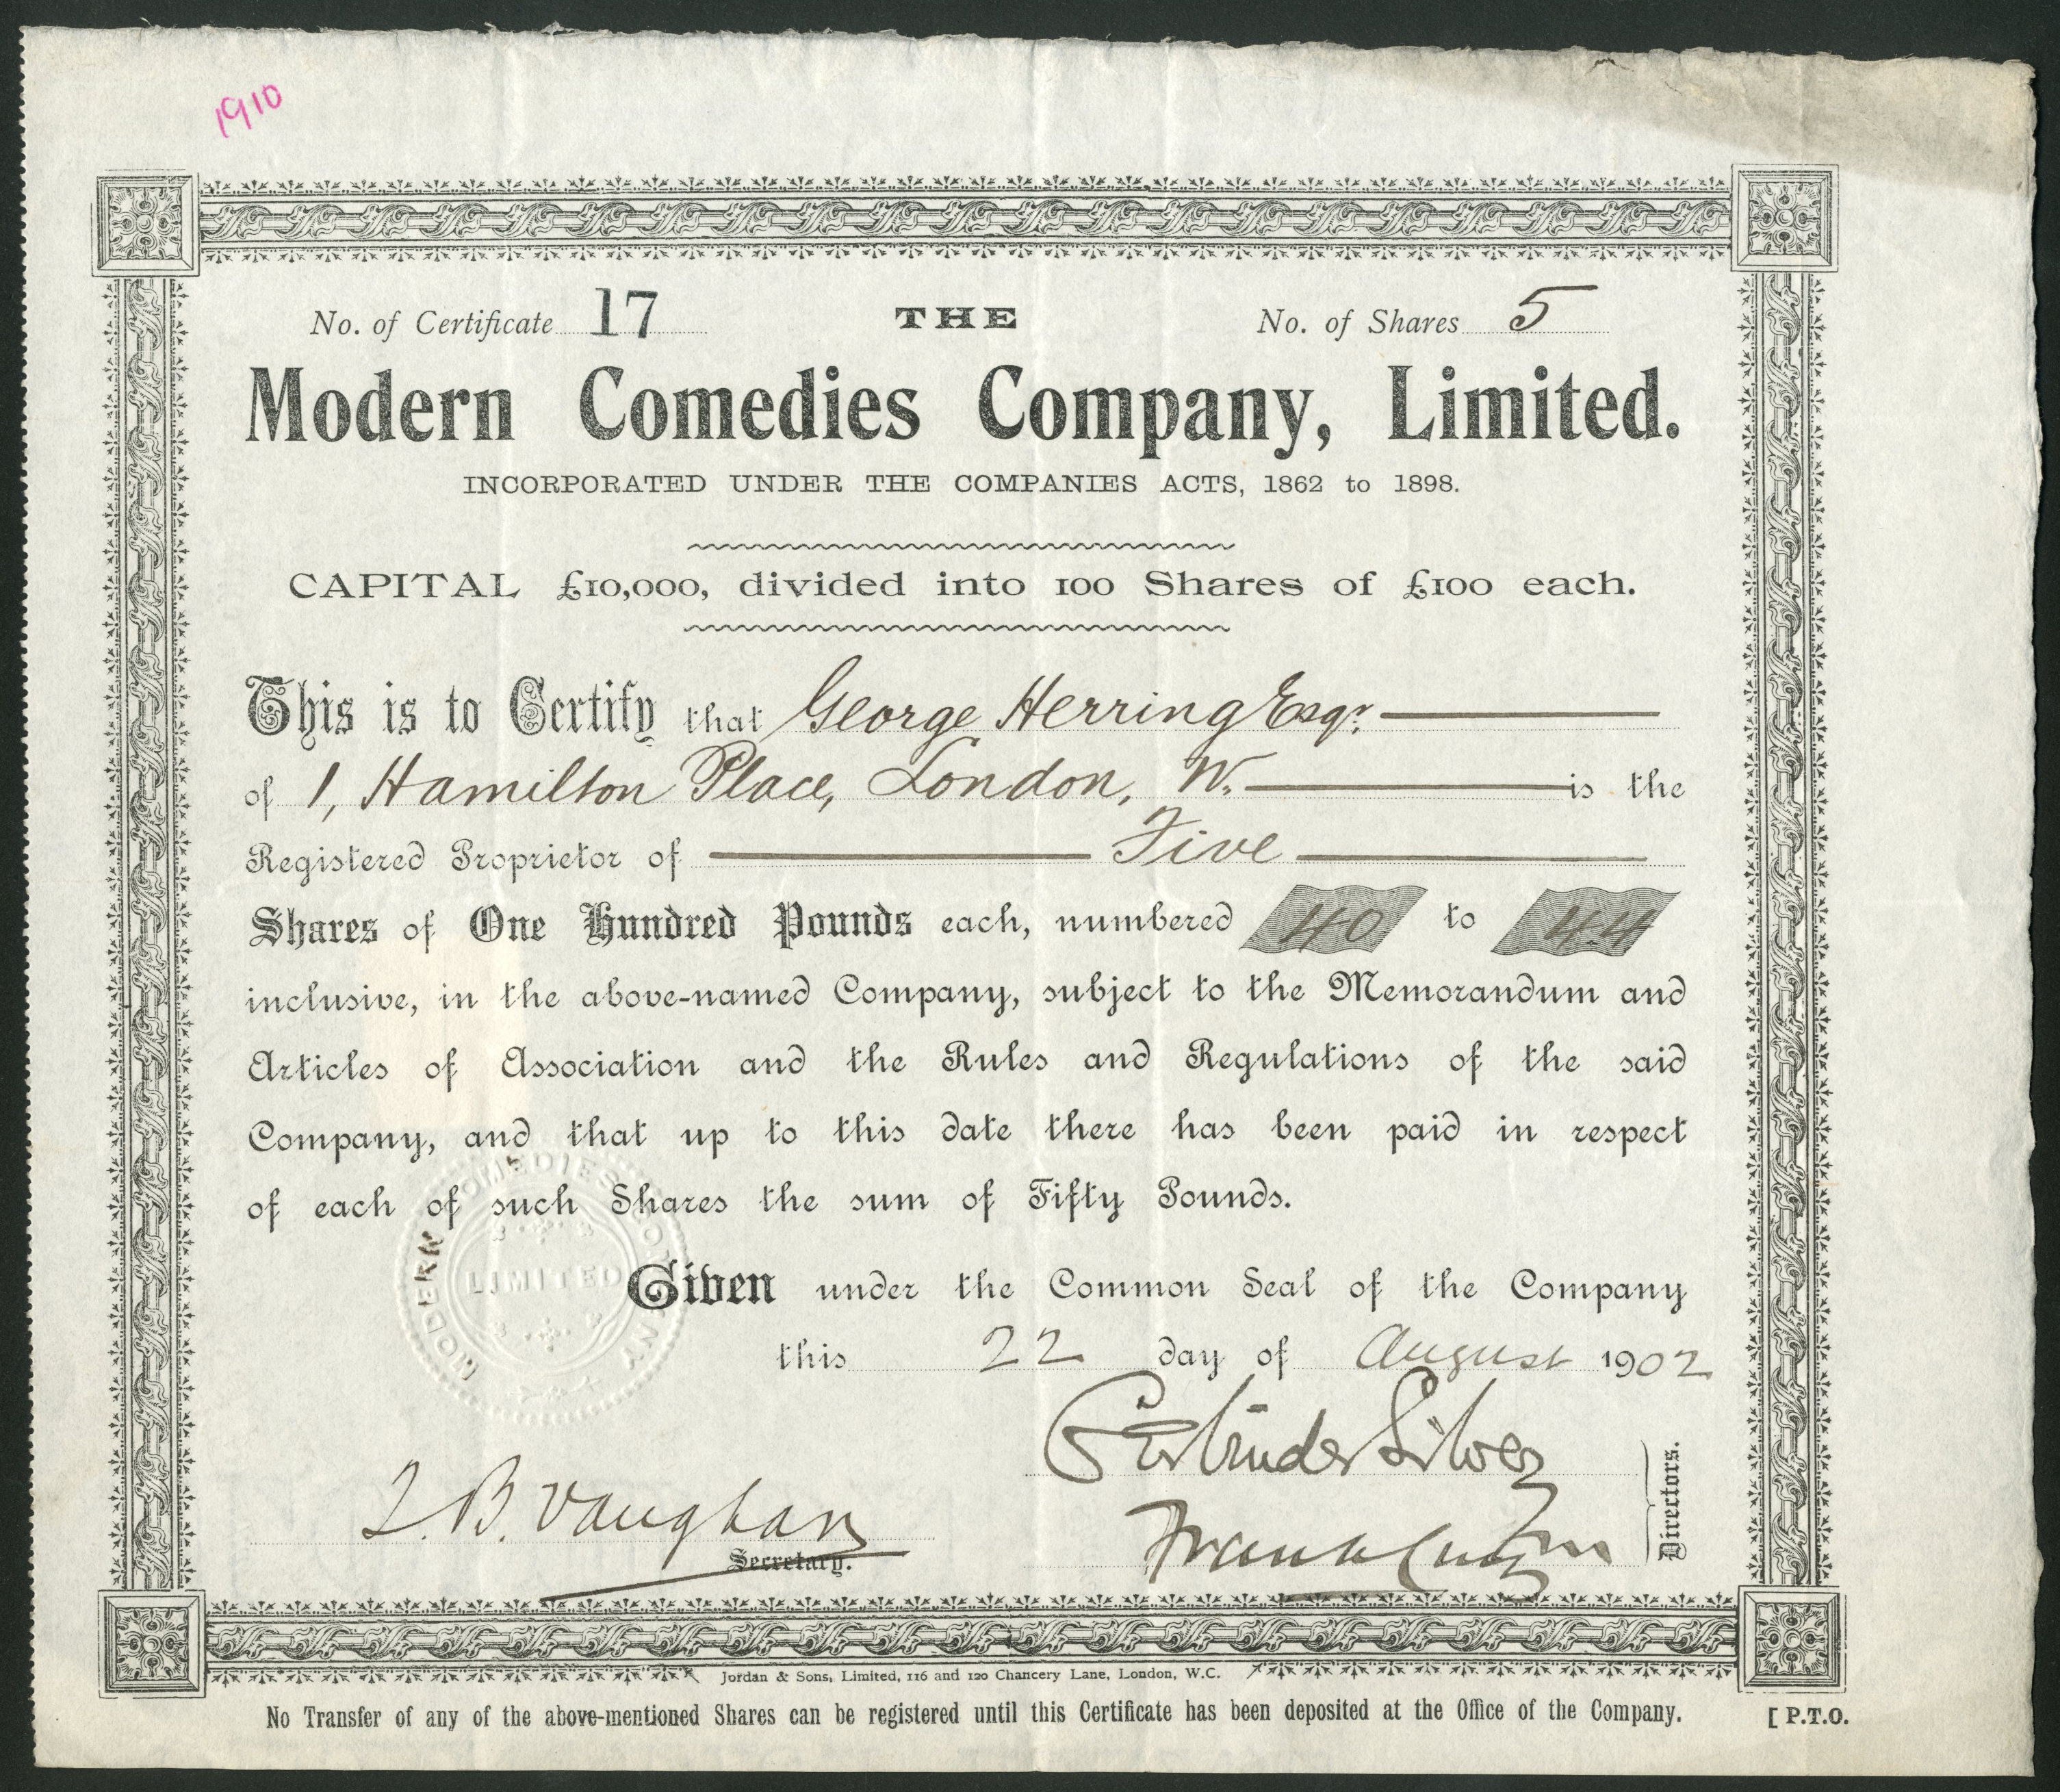 1910
No. of Certificate 17 THE No. of Shares 5
Modern Comedies Company, Limited.
INCORPORATED UNDER THE COMPANIES ACTS, 1862 to 1898.
CAPITAL £10,000, divided into 100 Shares of £100 each.
This is to Certify that George Herring Esqr.
of 1, Hamilton Place, London, W. is the
Registered Proprietor of Five
Shares of One Hundred Pounds each, numbered 40 to 44
inclusive, in the above-named Company, subject to the Memorandum and
Articles of Association and the Rules and Regulations of the said
Company, and that up to this date there has been paid in respect
of each of such Shares the sum of Fifty Pounds.
MODERN COMEDIES COMPANY
LIMITED
Given under the Common Seal of the Company
this 22 day of August 1902
Gertrude Silver
Directors.
Vaughan
Secretary.
Frank
Jordan & Sons, Limited, 116 and 120 Chancery Lane, London, W.C.
No Transfer of any of the above-mentioned Shares can be registered until this Certificate has been deposited at the Office of the Company. [P.T.O.